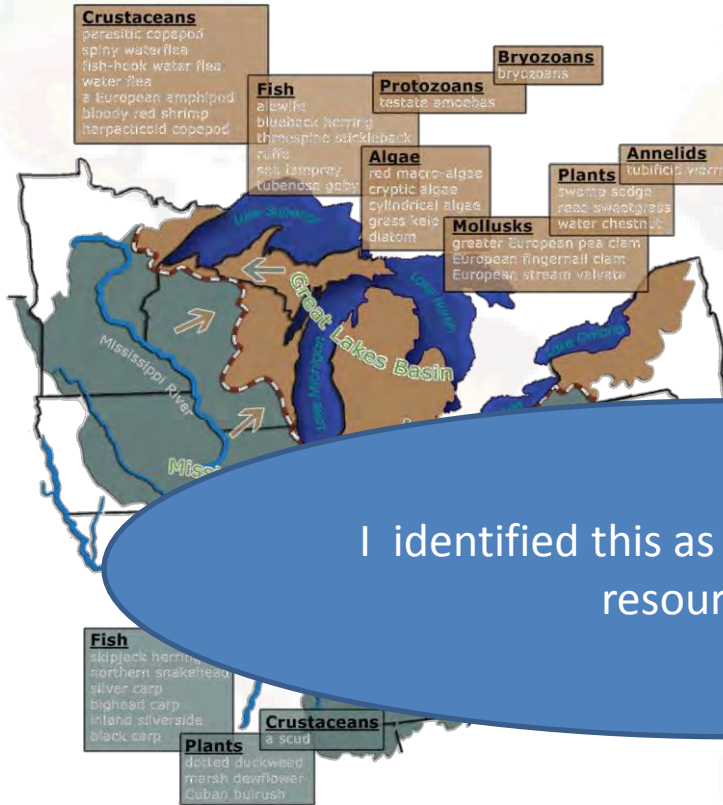 Crustaceans
parasitic copepod
spiny waterflea
fish-hook water flea
water flea
a European amphipod
bloody red shrimp
harpacticoid copepod
Fish
alewife
blueback herring
threespine stickleback
ruffe
sea lamprey
tubenose goby
Protozoans
testate amoebas
Bryozoans
bryozoans
Algae
red macro-algae
cryptic algae
cylindrical algae
grass kelp
diatom
Plants
swamp sedge
reed sweetgrass
water chestnut
Annelids
tubificid worm
Mollusks
greater European pea clam
European fingernail clam
European stream valvata
Lake Superior
Lake Huron
Lake Ontario
Great Lakes Basin
Lake Michigan
Mississippi River
Miss
I identified this as
resour
Fish
skipjack herring
northern snakehead
silver carp
bighead carp
inland silverside
black carp
Crustaceans
a scud
Plants
dotted duckweed
marsh dewflower
Cuban bulrush